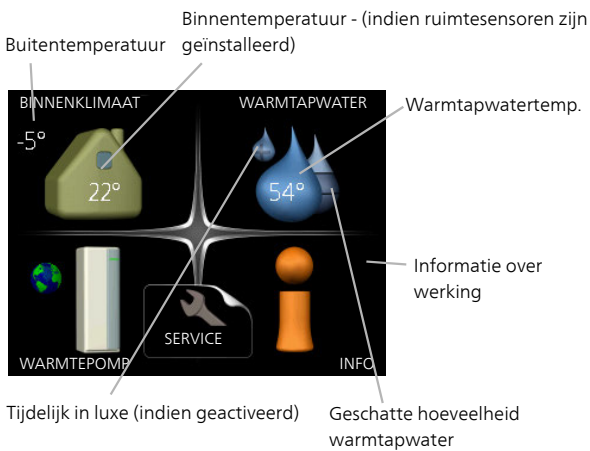 Binnentemperatuur - (indien ruimtesensoren zijn
geïnstalleerd)
Buitentemperatuur
BINNENKLIMAAT
WARMTAPWATER
Warmtapwatertemp.
-5°
22°
54°
Informatie over
werking
SERVICE
WARMTEPOMP
INFO
Tijdelijk in luxe (indien geactiveerd)
Geschatte hoeveelheid
warmtapwater